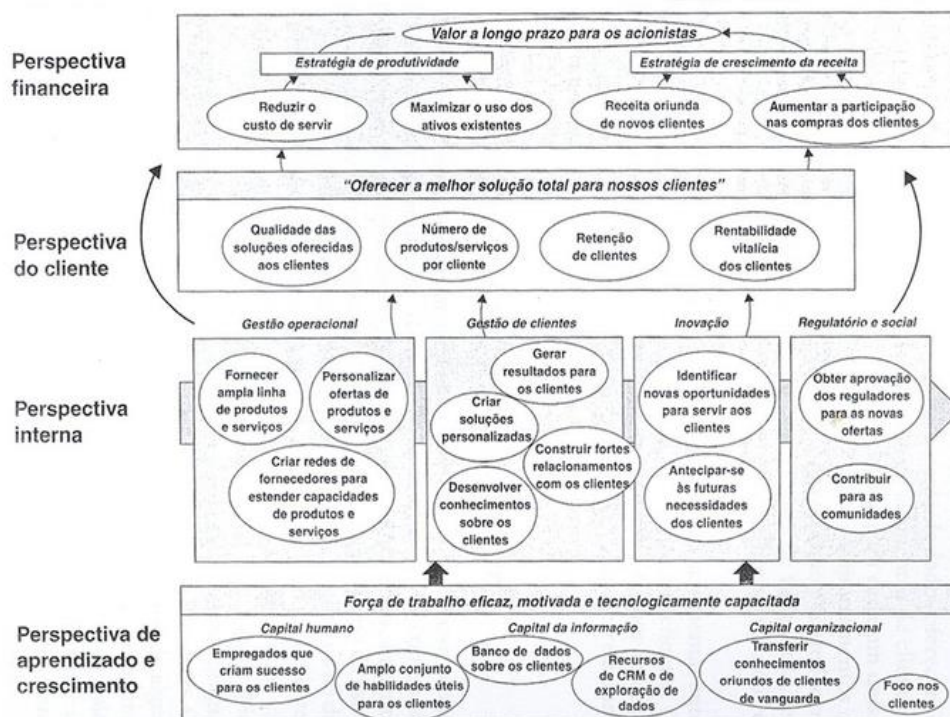 Perspectiva
financeira
Valor a longo prazo para os acionistas
Estratégia de produtividade
Estratégia de crescimento da receita
Reduzir o
custo de servir
Maximizar o uso dos
ativos existentes
Receita oriunda
de novos clientes
Aumentar a participação
nas compras dos clientes
Perspectiva
do cliente
“Oferecer a melhor solução total para nossos clientes”
Qualidade das
soluções oferecidas
aos clientes
Número de
produtos/serviços
por cliente
Retenção
de clientes
Rentabilidade
vitalícia
dos clientes
Perspectiva
interna
Gestão operacional
Fornecer
ampla linha
de produtos
e serviços
Personalizar
ofertas de
produtos e
serviços
Criar redes de
fornecedores para
estender capacidades
de produtos e
serviços
Gestão de clientes
Gerar
resultados para
os clientes
Criar
soluções
personalizadas
Construir fortes
relacionamentos
com os clientes
Desenvolver
conhecimentos
sobre os
clientes
Inovação
Identificar
novas oportunidades
para servir aos
clientes
Antecipar-se
às futuras
necessidades
dos clientes
Regulatório e social
Obter aprovação
dos reguladores
para as novas
ofertas
Contribuir
para as
comunidades
Perspectiva de
aprendizado e
crescimento
Força de trabalho eficaz, motivada e tecnologicamente capacitada
Capital humano
Empregados que
criam sucesso
para os clientes
Amplo conjunto
de habilidades úteis
para os clientes
Capital da informação
Banco de dados
sobre os clientes
Recursos
de CRM e de
exploração de
dados
Capital organizacional
Transferir
conhecimentos
oriundos de clientes
de vanguarda
Foco nos
clientes